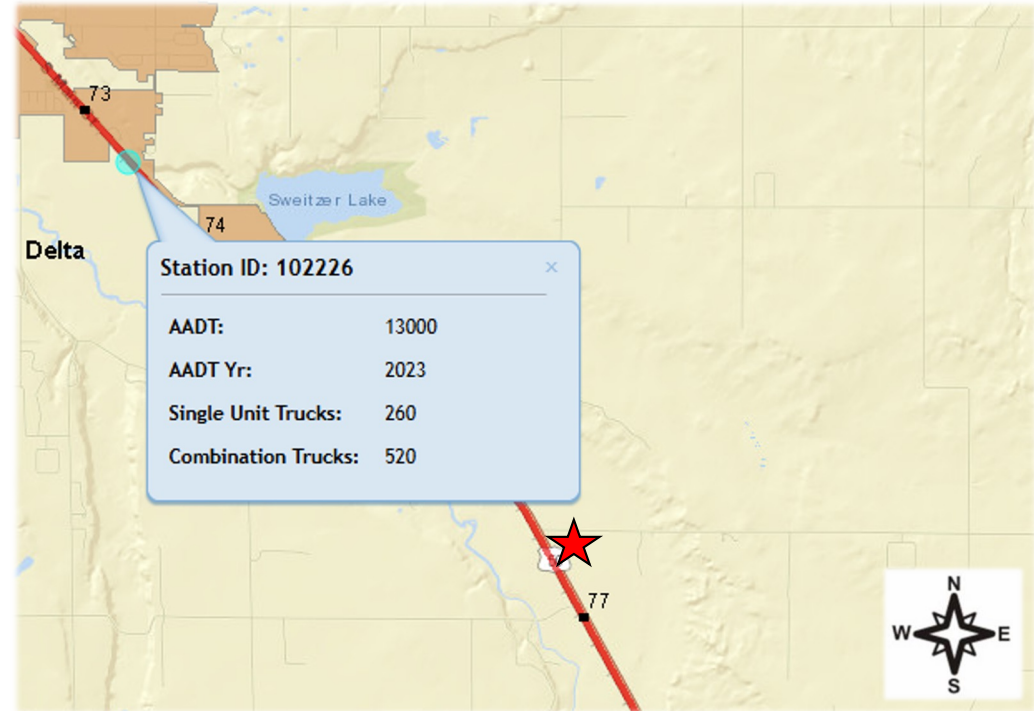 73
Sweitzer Lake
74
Delta
Station ID: 102226 ×
AADT: 13000
AADT Yr: 2023
Single Unit Trucks: 260
Combination Trucks: 520
77
N
W E
S